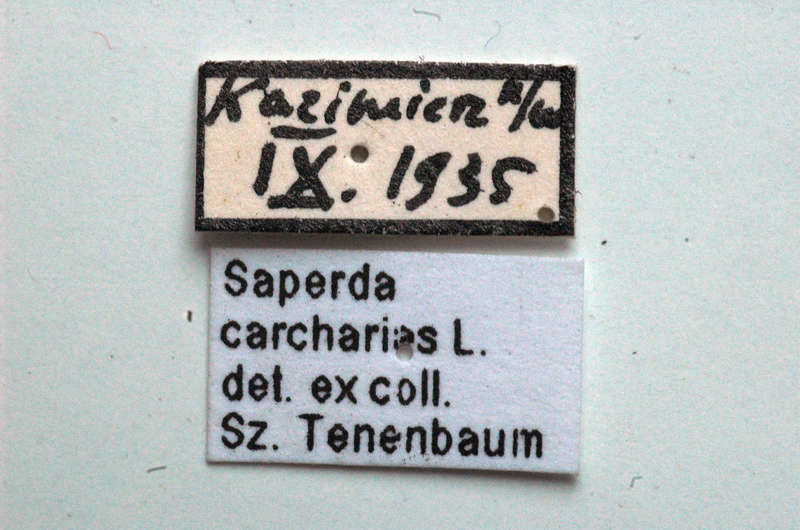 Kazimierz n/w
IX. 1935
Saperda
carcharias L.
det. ex coll.
Sz. Tenenbaum